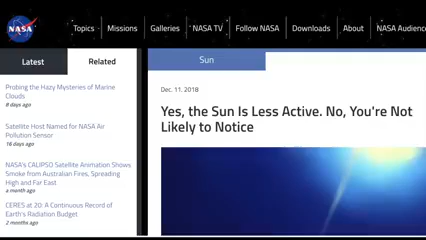 NASA
Topics
Missions
Galleries
NASA TV
Follow NASA
Downloads
About
NASA Audienc
Latest
Related
Probing the Hazy Mysteries of Marine
Clouds
8 days ago
Satellite Host Named for NASA Air
Pollution Sensor
16 days ago
NASA's CALIPSO Satellite Animation Shows
Smoke from Australian Fires, Spreading
High and Far East
a month ago
CERES at 20: A Continuous Record of
Earth's Radiation Budget
2 months ago
Sun
Dec. 11, 2018
Yes, the Sun Is Less Active. No, You're Not
Likely to Notice